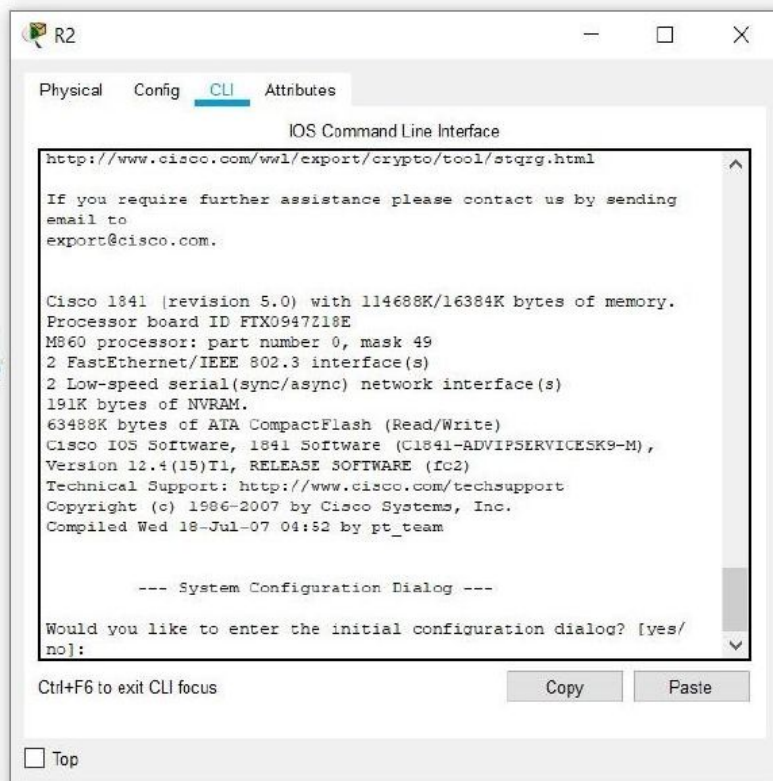 R2
Physical Config CLI Attributes
IOS Command Line Interface
http://www.cisco.com/wwl/export/crypto/tool/stqrg.html
If you require further assistance please contact us by sending
email to
export@cisco.com.
Cisco 1841 (revision 5.0) with 114688K/16384K bytes of memory.
Processor board ID FTX0947Z18E
M860 processor: part number 0, mask 49
2 FastEthernet/IEEE 802.3 interface(s)
2 Low-speed serial(sync/async) network interface(s)
191K bytes of NVRAM.
63488K bytes of ATA CompactFlash (Read/Write)
Cisco IOS Software, 1841 Software (C1841-ADVIPSERVICESK9-M),
Version 12.4(15)T1, RELEASE SOFTWARE (fc2)
Technical Support: http://www.cisco.com/techsupport
Copyright (c) 1986-2007 by Cisco Systems, Inc.
Compiled Wed 18-Jul-07 04:52 by pt_team
--- System Configuration Dialog ---
Would you like to enter the initial configuration dialog? [yes/
no]:
Ctrl+F6 to exit CLI focus
Copy Paste
Top